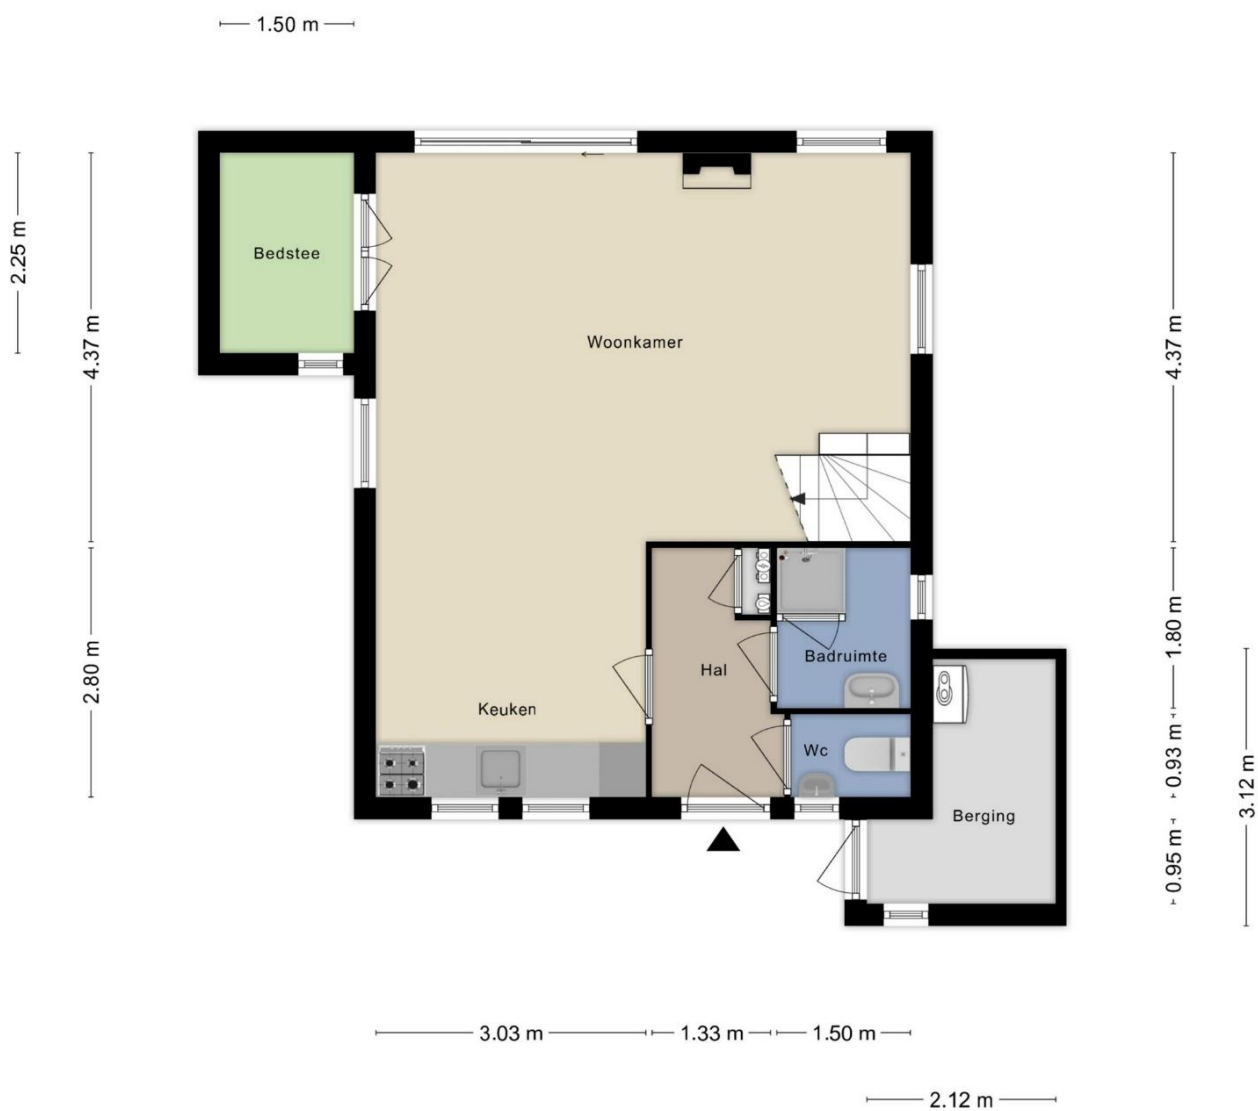 1.50 m
2.25 m
4.37 m
2.80 m
Bedstee
Woonkamer
Keuken
Hal
Badruimte
Wc
Berging
4.37 m
1.80 m
0.93 m
0.95 m
3.12 m
3.03 m
1.33 m
1.50 m
2.12 m